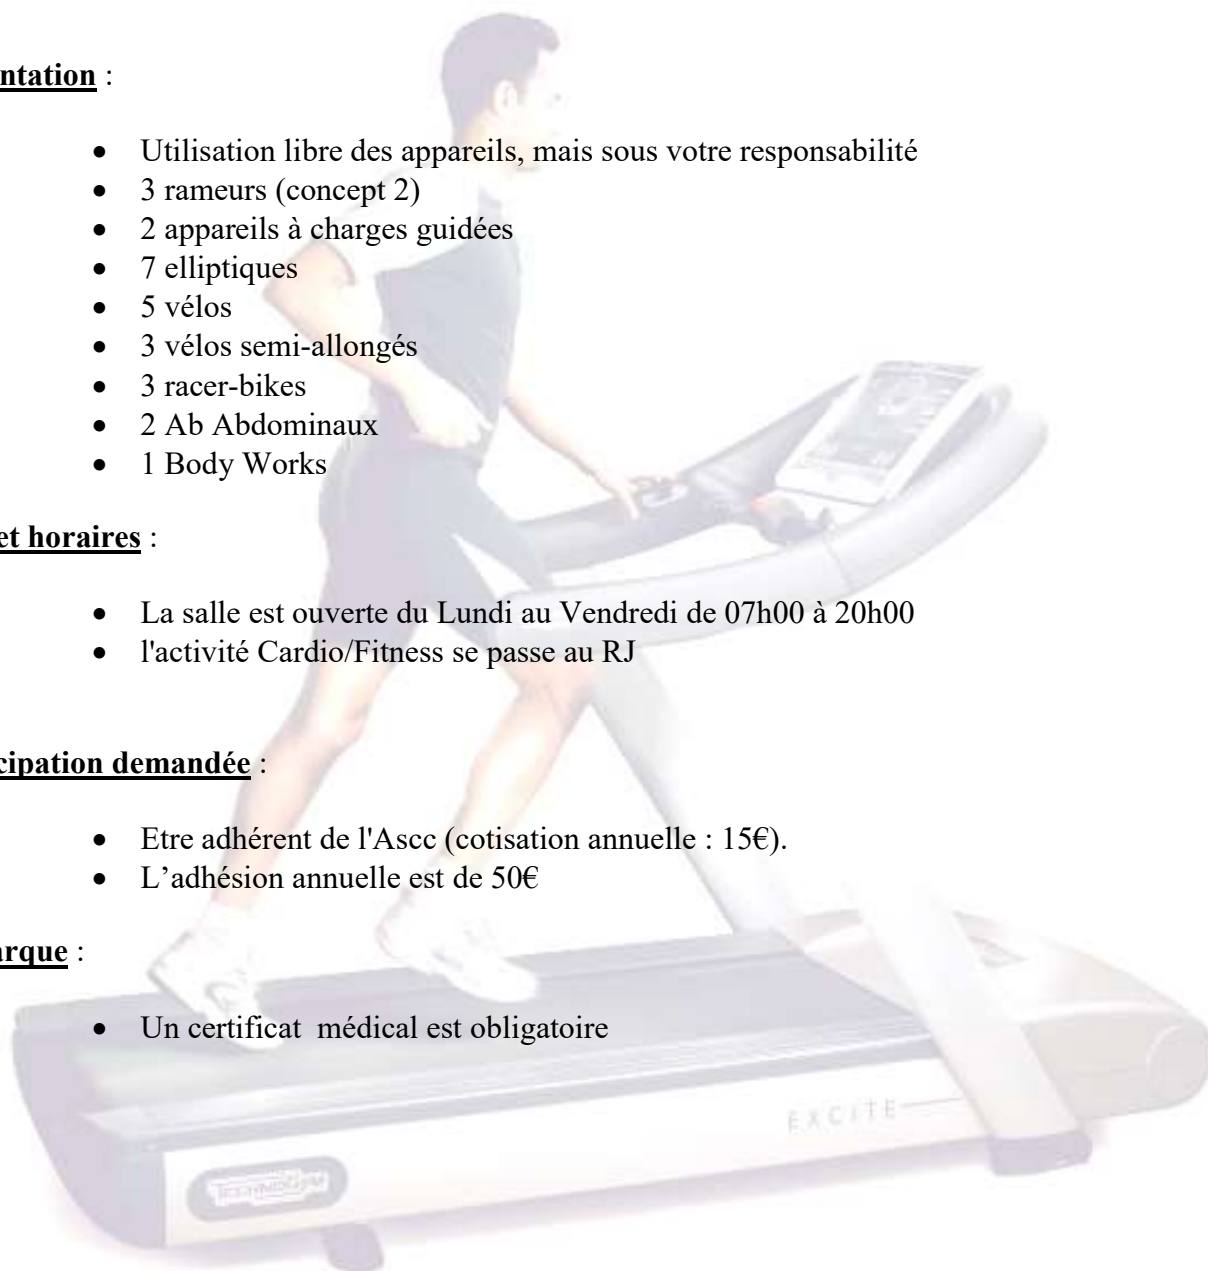 ntation :
• Utilisation libre des appareils, mais sous votre responsabilité
• 3 rameurs (concept 2)
• 2 appareils à charges guidées
• 7 elliptiques
• 5 vélos
• 3 vélos semi-allongés
• 3 racer-bikes
• 2 Ab Abdominaux
• 1 Body Works
et horaires :
• La salle est ouverte du Lundi au Vendredi de 07h00 à 20h00
• l'activité Cardio/Fitness se passe au RJ
cipation demandée :
• Etre adhérent de l'Ascc (cotisation annuelle : 15€).
• L’adhésion annuelle est de 50€
arque :
• Un certificat  médical est obligatoire
EXCITE
TECHNOGYM